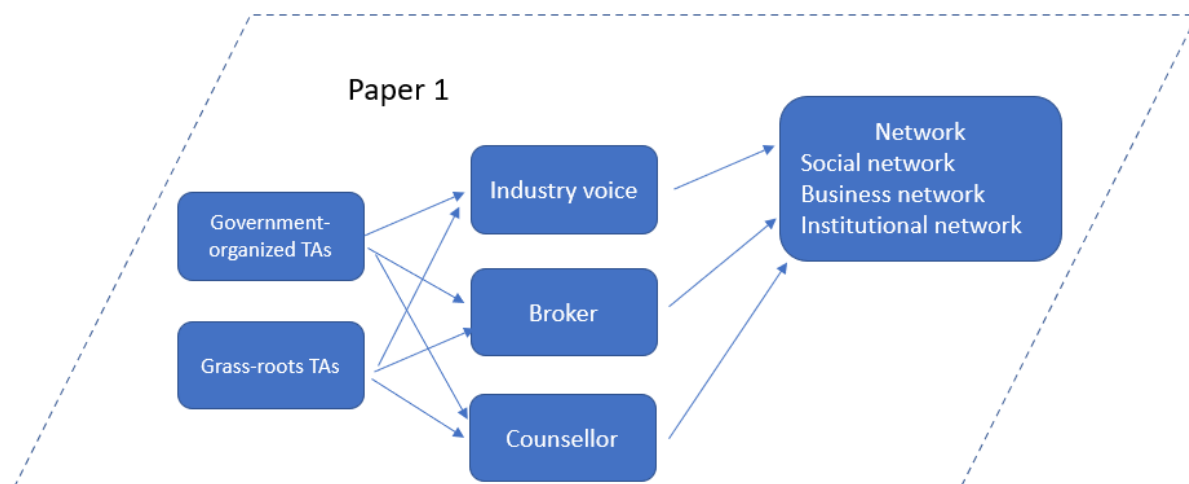 Paper 1
Government-
organized TAs
Grass-roots TAs
Industry voice
Broker
Counsellor
Network
Social network
Business network
Institutional network